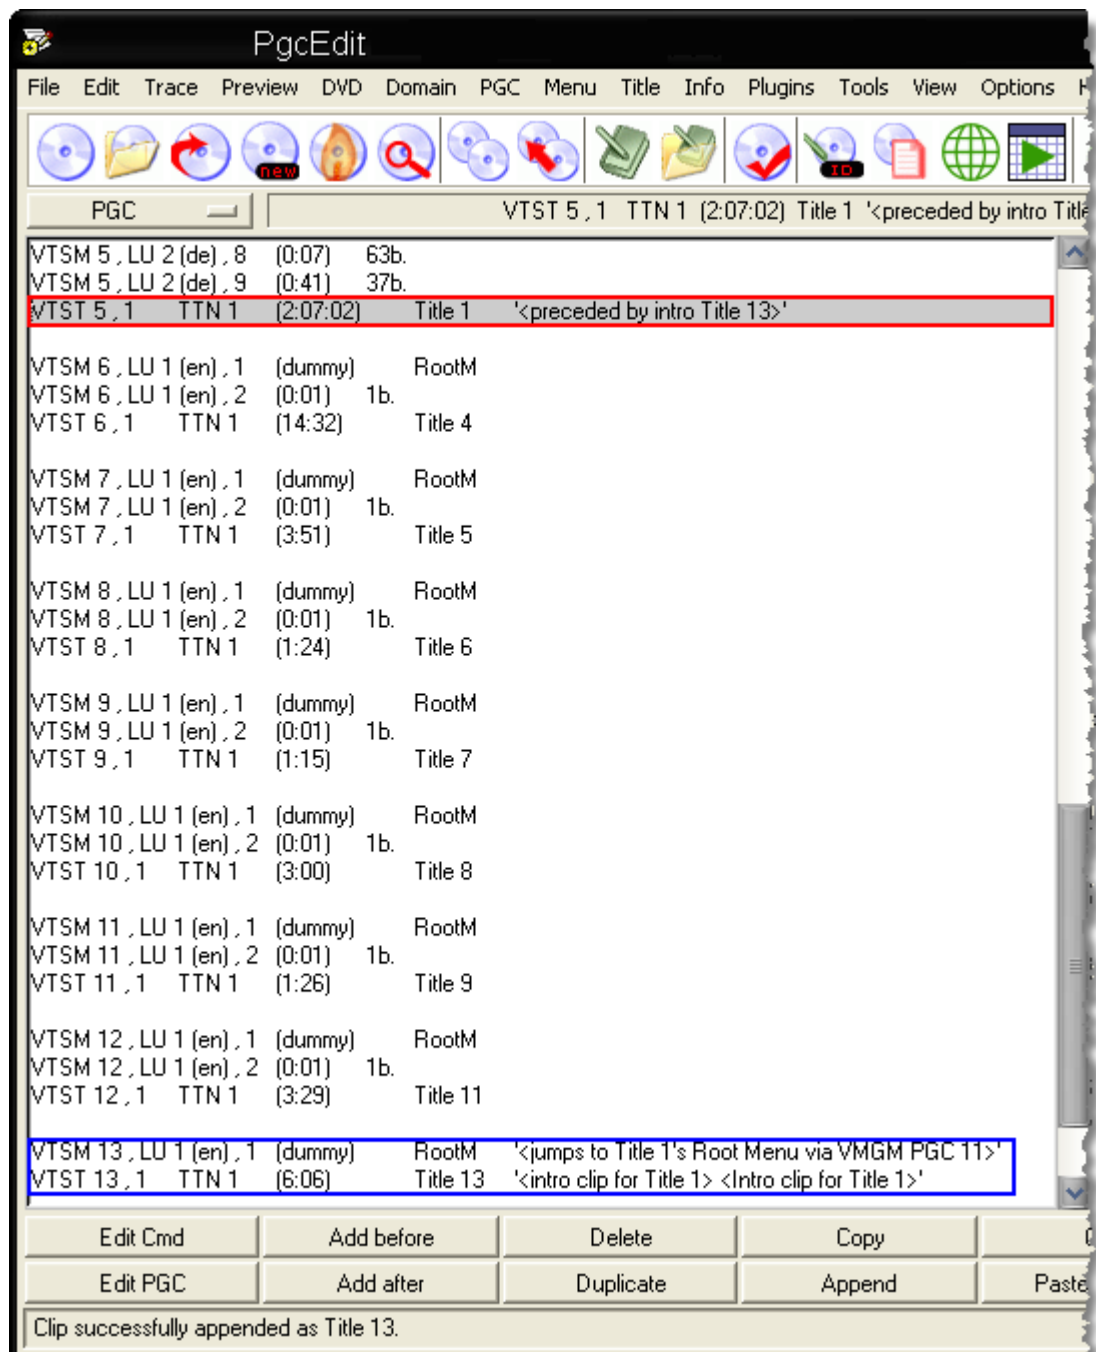 PgcEdit
File Edit Trace Preview DVD Domain PGC Menu Title Info Plugins Tools View Options
new ID
PGC VTST 5 , 1 TTN 1 (2:07:02) Title 1 '<preceded by intro Title
VTSM 5 , LU 2 (de) , 8 (0:07) 63b.
VTSM 5 , LU 2 (de) , 9 (0:41) 37b.
VTST 5 , 1 TTN 1 (2:07:02) Title 1 '<preceded by intro Title 13>'
VTSM 6 , LU 1 (en) , 1 (dummy) RootM
VTSM 6 , LU 1 (en) , 2 (0:01) 1b.
VTST 6 , 1 TTN 1 (14:32) Title 4
VTSM 7 , LU 1 (en) , 1 (dummy) RootM
VTSM 7 , LU 1 (en) , 2 (0:01) 1b.
VTST 7 , 1 TTN 1 (3:51) Title 5
VTSM 8 , LU 1 (en) , 1 (dummy) RootM
VTSM 8 , LU 1 (en) , 2 (0:01) 1b.
VTST 8 , 1 TTN 1 (1:24) Title 6
VTSM 9 , LU 1 (en) , 1 (dummy) RootM
VTSM 9 , LU 1 (en) , 2 (0:01) 1b.
VTST 9 , 1 TTN 1 (1:15) Title 7
VTSM 10 , LU 1 (en) , 1 (dummy) RootM
VTSM 10 , LU 1 (en) , 2 (0:01) 1b.
VTST 10 , 1 TTN 1 (3:00) Title 8
VTSM 11 , LU 1 (en) , 1 (dummy) RootM
VTSM 11 , LU 1 (en) , 2 (0:01) 1b.
VTST 11 , 1 TTN 1 (1:26) Title 9
VTSM 12 , LU 1 (en) , 1 (dummy) RootM
VTSM 12 , LU 1 (en) , 2 (0:01) 1b.
VTST 12 , 1 TTN 1 (3:29) Title 11
VTSM 13 , LU 1 (en) , 1 (dummy) RootM '<jumps to Title 1's Root Menu via VMGM PGC 11>'
VTST 13 , 1 TTN 1 (6:06) Title 13 '<intro clip for Title 1> <Intro clip for Title 1>'
Edit Cmd Add before Delete Copy
Edit PGC Add after Duplicate Append Paste
Clip successfully appended as Title 13.